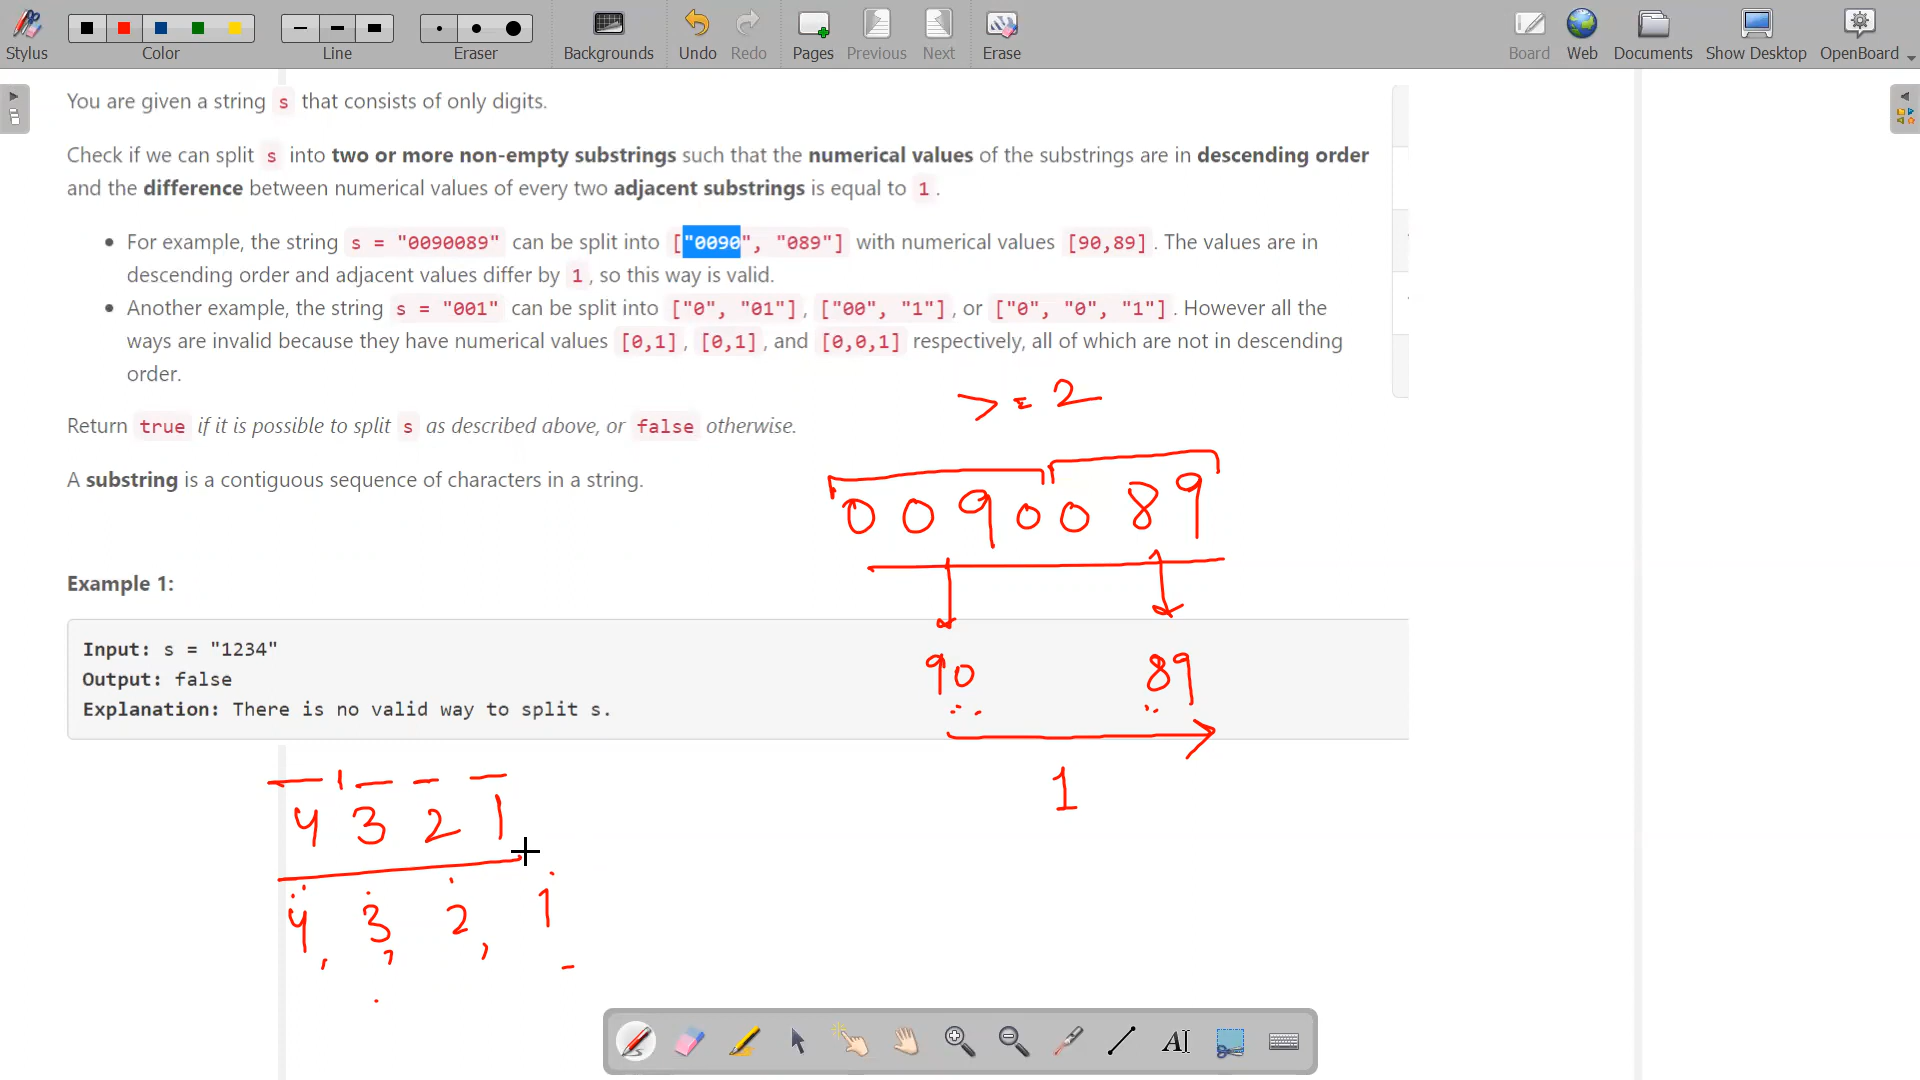 Stylus Color Line Eraser Backgrounds Undo Redo Pages Previous Next Erase Board Web Documents Show Desktop OpenBoard
You are given a string s that consists of only digits.
Check if we can split s into two or more non-empty substrings such that the numerical values of the substrings are in descending order
and the difference between numerical values of every two adjacent substrings is equal to 1.
• For example, the string s = "0090089" can be split into ["0090", "089"] with numerical values [90,89]. The values are in
descending order and adjacent values differ by 1, so this way is valid.
• Another example, the string s = "001" can be split into ["0", "01"], ["00", "1"], or ["0", "0", "1"]. However all the
ways are invalid because they have numerical values [0,1], [0,1], and [0,0,1] respectively, all of which are not in descending
order.
>= 2
Return true if it is possible to split s as described above, or false otherwise.
A substring is a contiguous sequence of characters in a string.
0 0 9 0 0 8 9
Example 1:
Input: s = "1234"
Output: false
Explanation: There is no valid way to split s.
90 89
1
4 3 2 1
4, 3, 2, 1
AI